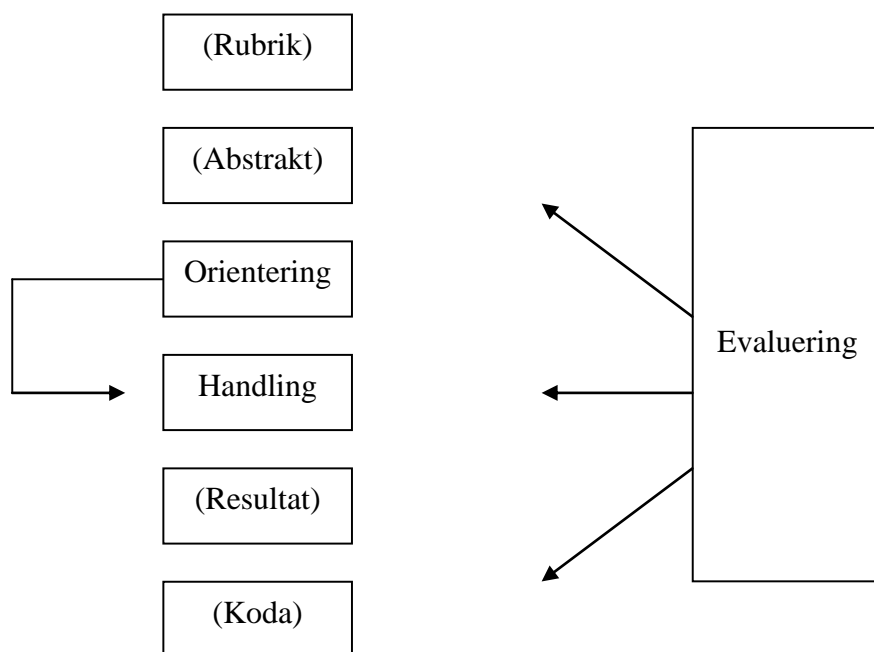 (Rubrik)
(Abstrakt)
Orientering
Evaluering
Handling
(Resultat)
(Koda)